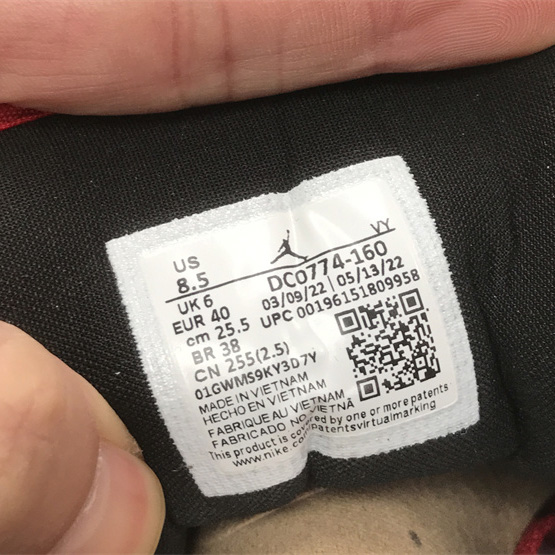 VY
US
8.5
DC0774-160
UK 6
03/09/22 | 05/13/22
EUR 40
UPC 00196151809958
cm 25.5
BR 38
CN 255(2.5)
01GWMS9KY3D7Y
MADE IN VIETNAM
HECHO EN VIETNAM
FABRIQUE AU VIETNAM
FABRICADO NO VIETNÃ
This product is covered by one or more patents
www.nike.com/patentsvirtualmarking